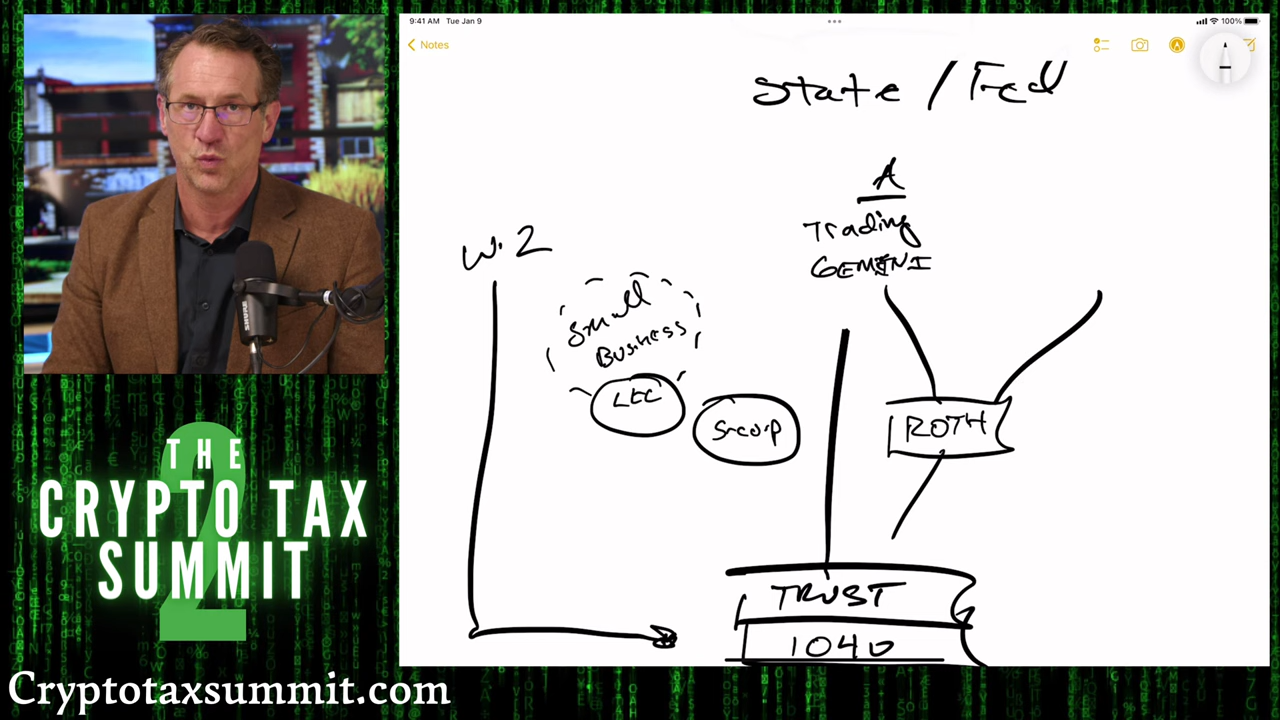 9:41 AM Tue Jan 9
100%
Notes
State / Fed
A
Trading
GEMINI
W-2
Small
Business
LLC
S-corp
ROTH
TRUST
1040
SHURE
THE
CRYPTO TAX
SUMMIT
2
Cryptotaxsummit.com